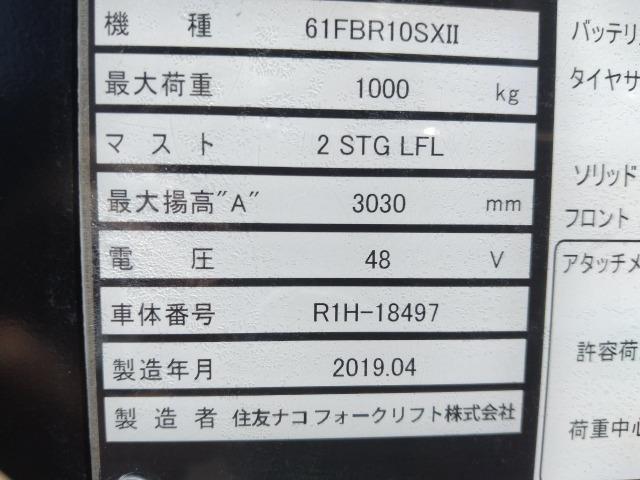 機種 61FBR10SXII
最大荷重 1000 kg
マスト 2 STG LFL
最大揚高"A" 3030 mm
電圧 48 V
車体番号 R1H-18497
製造年月 2019.04
製造者 住友ナコフォークリフト株式会社
バッテリ
タイヤサ
ソリッド
フロント
アタッチメ
許容荷
荷重中心